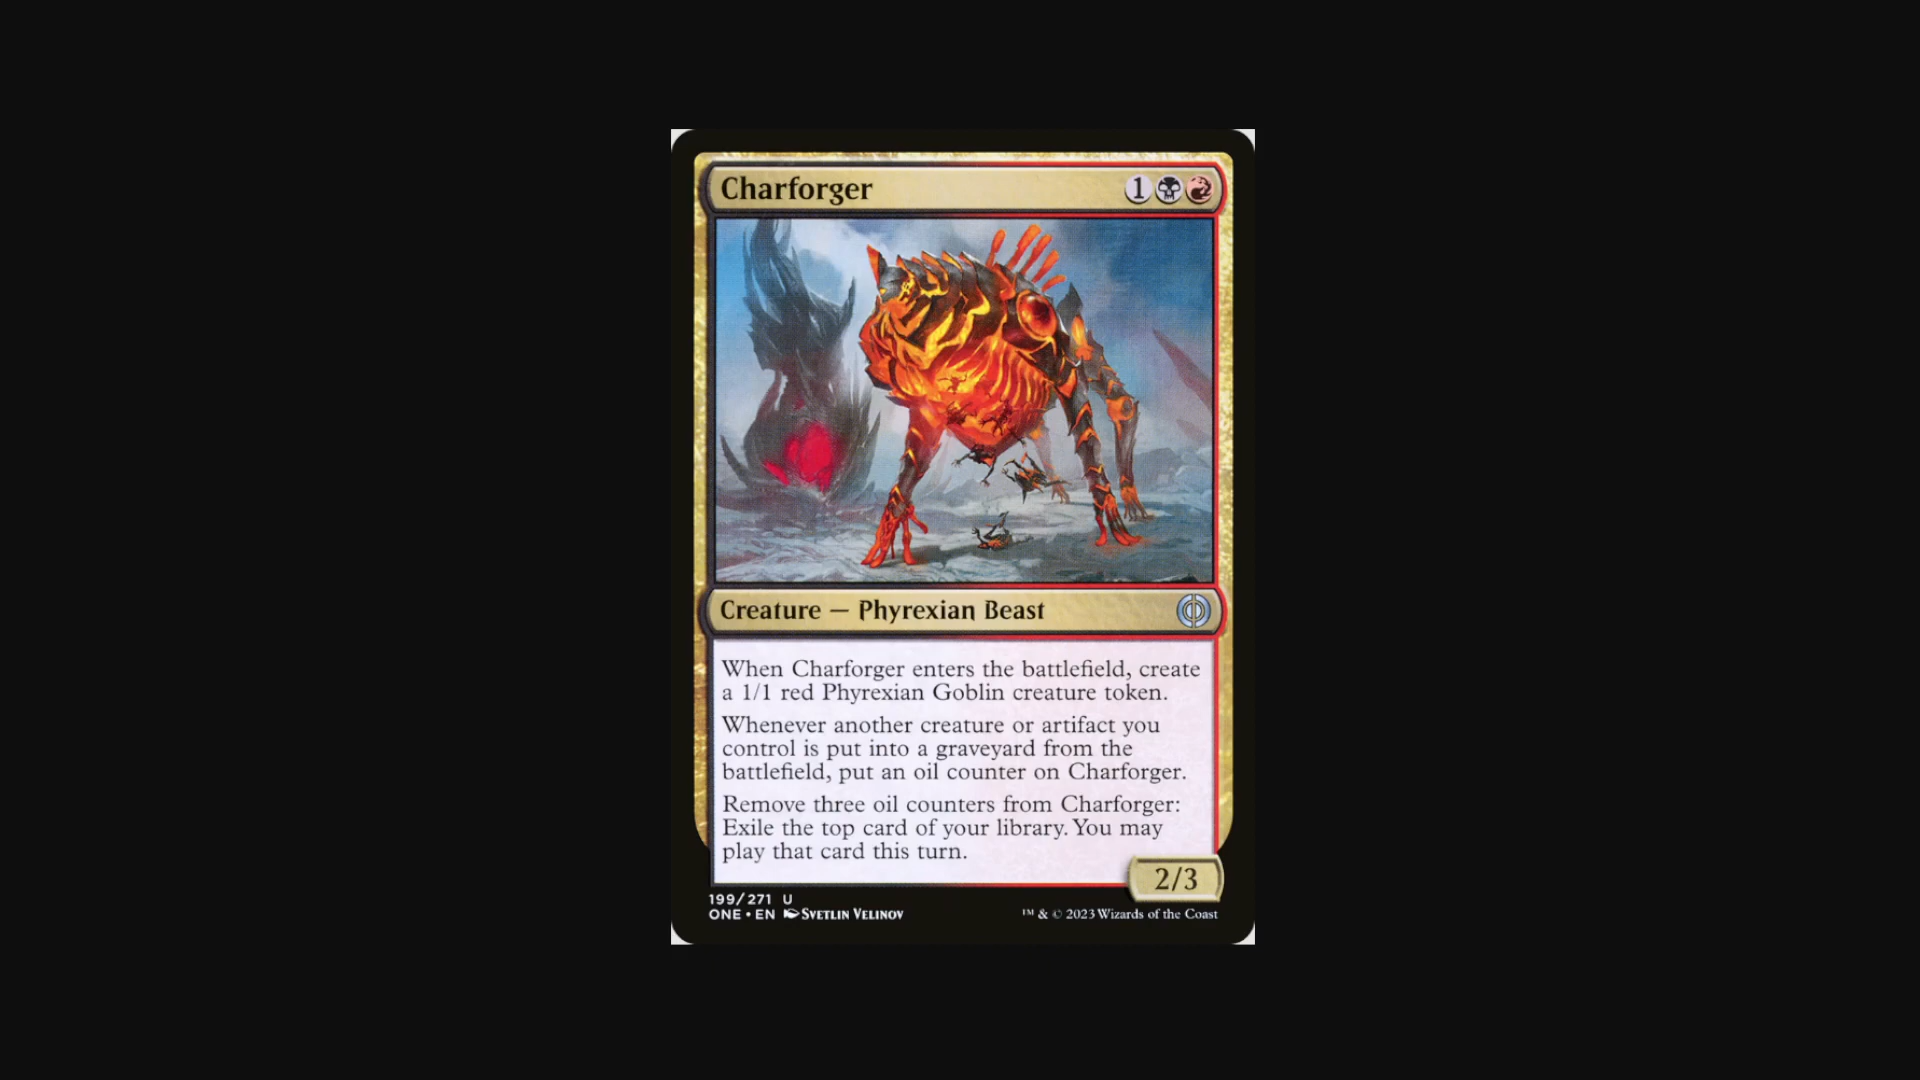 Charforger 1
Creature — Phyrexian Beast
When Charforger enters the battlefield, create
a 1/1 red Phyrexian Goblin creature token.
Whenever another creature or artifact you
control is put into a graveyard from the
battlefield, put an oil counter on Charforger.
Remove three oil counters from Charforger:
Exile the top card of your library. You may
play that card this turn.
2/3
199/271 U
ONE • EN SVETLIN VELINOV
™ & © 2023 Wizards of the Coast